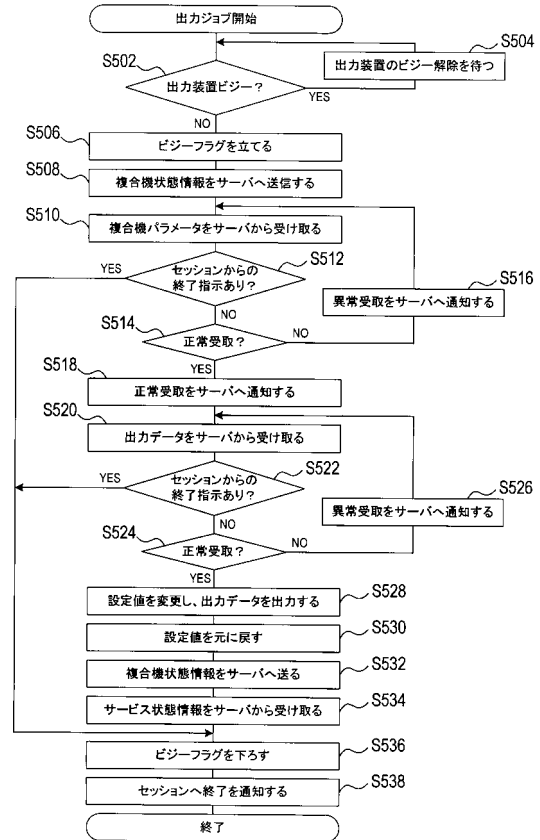 出力ジョブ開始
S502
出力装置ビジー？
YES
NO
S504
出力装置のビジー解除を待つ
S506
ビジーフラグを立てる
S508
複合機状態情報をサーバへ送信する
S510
複合機パラメータをサーバから受け取る
YES
セッションからの
終了指示あり？
S512
NO
S514
正常受取？
NO
YES
S516
異常受取をサーバへ通知する
S518
正常受取をサーバへ通知する
S520
出力データをサーバから受け取る
YES
セッションからの
終了指示あり？
S522
NO
S524
正常受取？
NO
YES
S526
異常受取をサーバへ通知する
設定値を変更し、出力データを出力する
S528
設定値を元に戻す
S530
複合機状態情報をサーバへ送る
S532
サービス状態情報をサーバから受け取る
S534
ビジーフラグを下ろす
S536
セッションへ終了を通知する
S538
終了